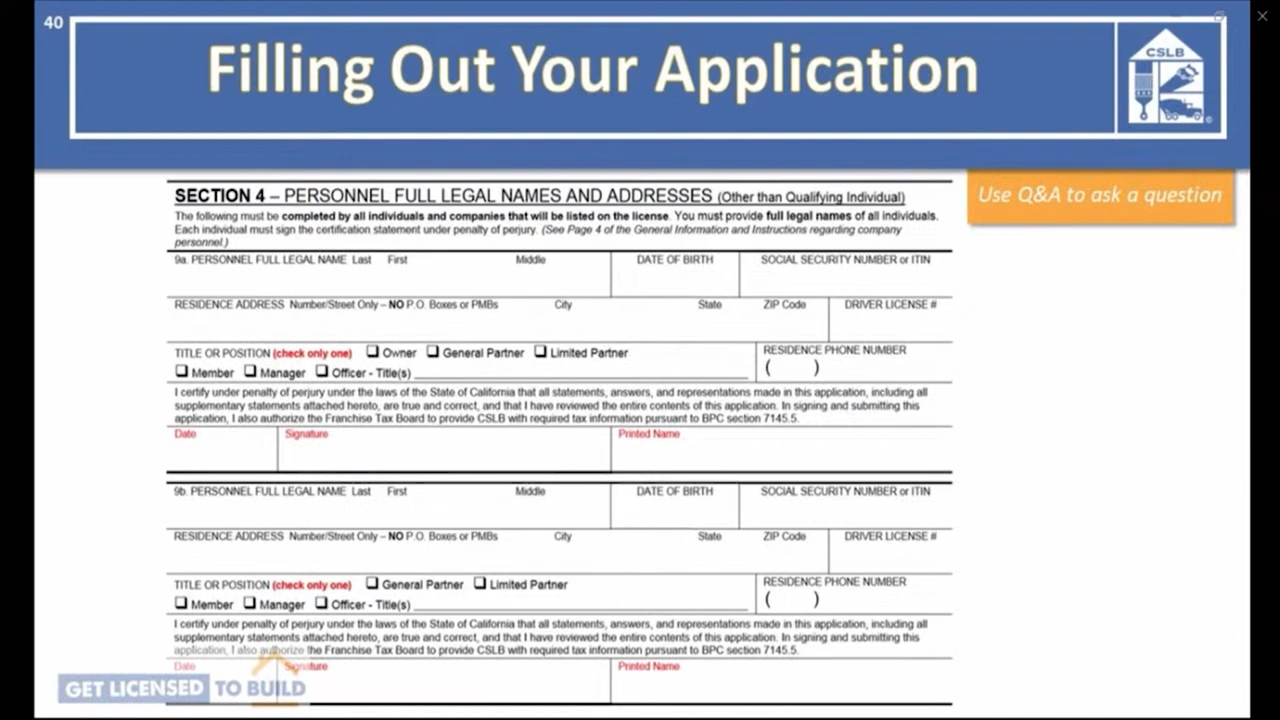 40
Filling Out Your Application
CSLB
Use Q&A to ask a question
SECTION 4 – PERSONNEL FULL LEGAL NAMES AND ADDRESSES (Other than Qualifying Individual)
The following must be completed by all individuals and companies that will be listed on the license. You must provide full legal names of all individuals.
Each individual must sign the certification statement under penalty of perjury. (See Page 4 of the General Information and Instructions regarding company
personnel.)
9a. PERSONNEL FULL LEGAL NAME Last First Middle DATE OF BIRTH SOCIAL SECURITY NUMBER or ITIN
RESIDENCE ADDRESS Number/Street Only – NO P.O. Boxes or PMBs City State ZIP Code DRIVER LICENSE #
TITLE OR POSITION (check only one) ❑ Owner ❑ General Partner ❑ Limited Partner RESIDENCE PHONE NUMBER
❑ Member ❑ Manager ❑ Officer - Title(s) ( )
I certify under penalty of perjury under the laws of the State of California that all statements, answers, and representations made in this application, including all
supplementary statements attached hereto, are true and correct, and that I have reviewed the entire contents of this application. In signing and submitting this
application, I also authorize the Franchise Tax Board to provide CSLB with required tax information pursuant to BPC section 7145.5.
Date Signature Printed Name
9b. PERSONNEL FULL LEGAL NAME Last First Middle DATE OF BIRTH SOCIAL SECURITY NUMBER or ITIN
RESIDENCE ADDRESS Number/Street Only – NO P.O. Boxes or PMBs City State ZIP Code DRIVER LICENSE #
TITLE OR POSITION (check only one) ❑ General Partner ❑ Limited Partner RESIDENCE PHONE NUMBER
❑ Member ❑ Manager ❑ Officer - Title(s) ( )
I certify under penalty of perjury under the laws of the State of California that all statements, answers, and representations made in this application, including all
supplementary statements attached hereto, are true and correct, and that I have reviewed the entire contents of this application. In signing and submitting this
application, I also authorize the Franchise Tax Board to provide CSLB with required tax information pursuant to BPC section 7145.5.
Date Signature Printed Name
GET LICENSED TO BUILD